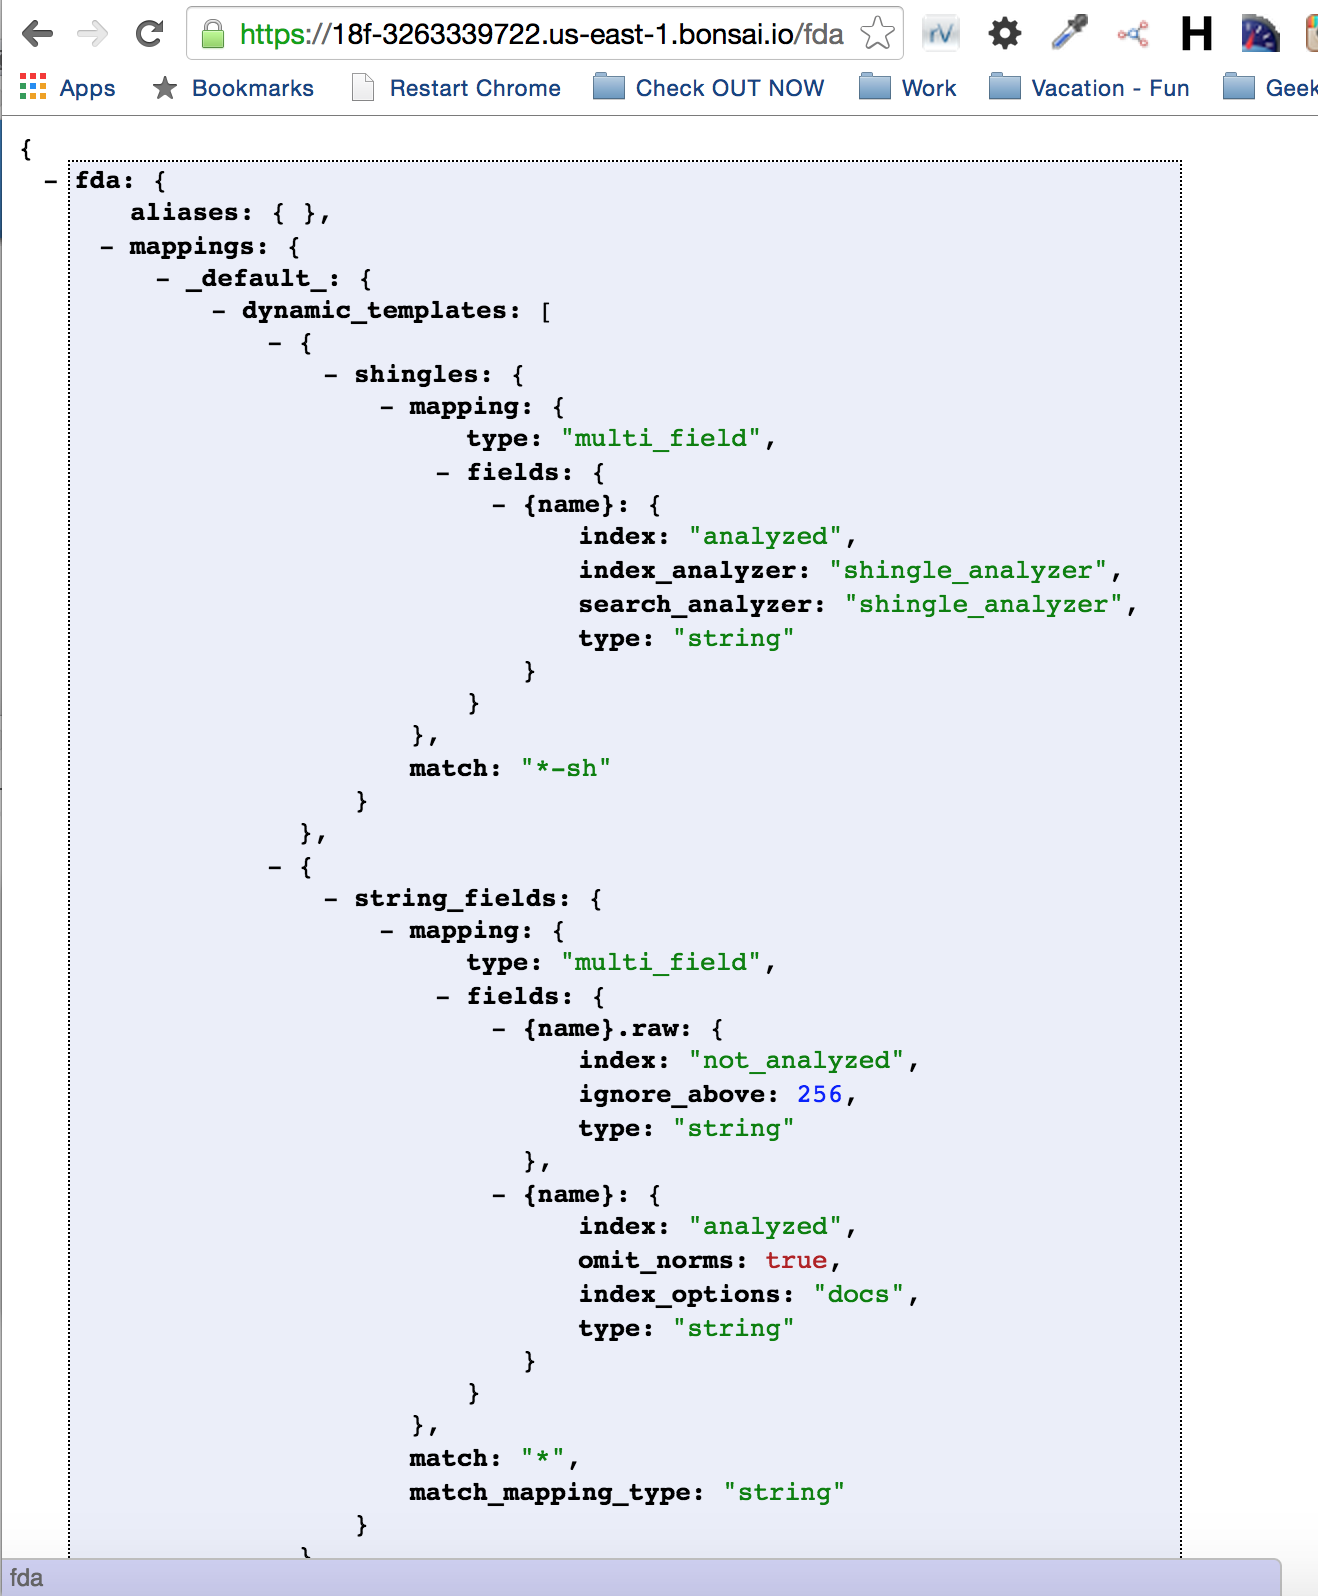 https://18f-3263339722.us-east-1.bonsai.io/fda rV H
Apps Bookmarks Restart Chrome Check OUT NOW Work Vacation - Fun Geek
{
- fda: {
aliases: { },
- mappings: {
- _default_: {
- dynamic_templates: [
- {
- shingles: {
- mapping: {
type: "multi_field",
- fields: {
- {name}: {
index: "analyzed",
index_analyzer: "shingle_analyzer",
search_analyzer: "shingle_analyzer",
type: "string"
}
}
},
match: "*-sh"
}
},
- {
- string_fields: {
- mapping: {
type: "multi_field",
- fields: {
- {name}.raw: {
index: "not_analyzed",
ignore_above: 256,
type: "string"
},
- {name}: {
index: "analyzed",
omit_norms: true,
index_options: "docs",
type: "string"
}
}
},
match: "*",
match_mapping_type: "string"
}
}
fda